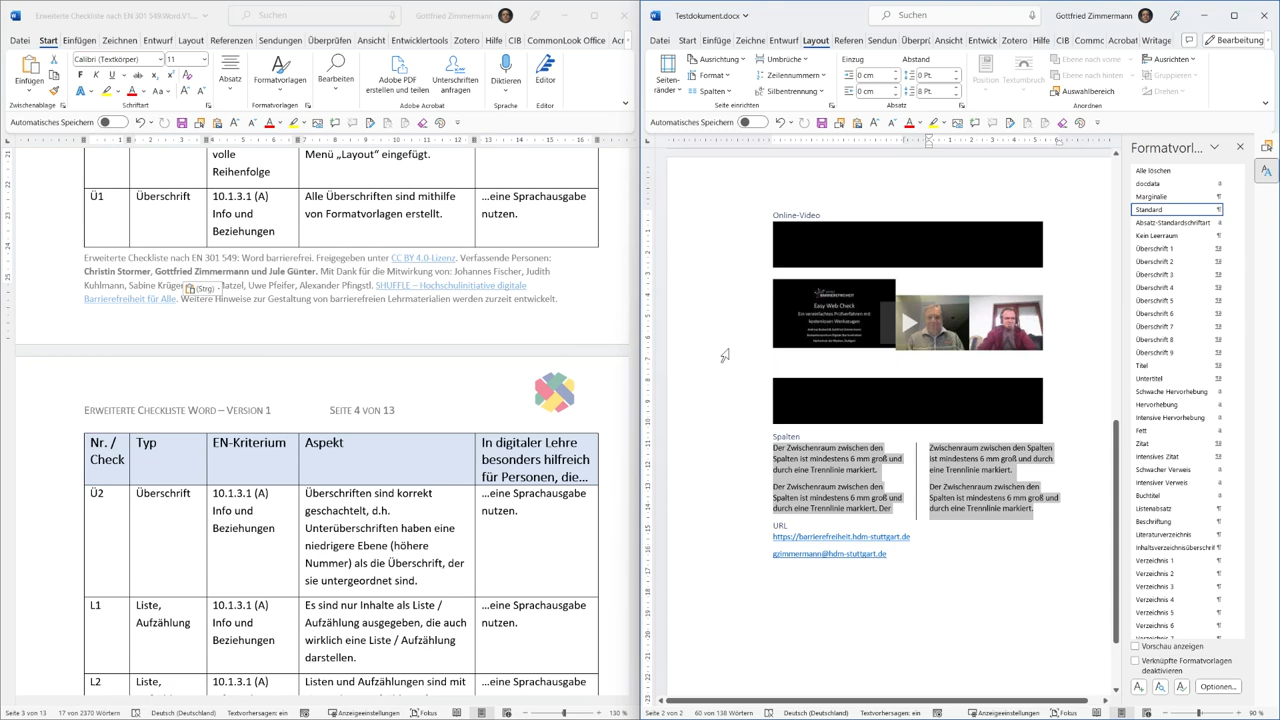 Erweiterte Checkliste nach EN 301 549:Word.V1...
Suchen
Gottfried Zimmermann
Datei Start Einfügen Zeichnen Entwurf Layout Referenzen Sendungen Überprüfen Ansicht Entwicklertools Zotero Hilfe CIB CommonLook Office Acr
Einfügen
Calibri (Textkörper) 11
F K U
Absatz
Formatvorlagen
Bearbeiten
Adobe PDF erstellen und teilen
Unterschriften anfragen
Diktieren
Editor
Zwischenablage Schriftart Formatvorlagen Adobe Acrobat Sprache Editor
Automatisches Speichern
volle
teihenfolge
Menü „Layout“ eingefügt.
Ü1 Überschrift 10.1.3.1 (A) Alle Überschriften sind mithilfe ...eine Sprachausgabe
Info und von Formatvorlagen erstellt. nutzen.
Beziehungen
Erweiterte Checkliste nach EN 301 549: Word barrierefrei. Freigegeben unter CC BY 4.0-Lizenz. Verfassende Personen:
Christin Stormer, Gottfried Zimmermann und Jule Günter. Mit Dank für die Mitwirkung von: Johannes Fischer, Judith
SHUFFLE – Hochschulinitiative digitale
Barrierefreiheit für Alle. Weitere Hinweise zur Gestaltung von barrierefreien Lehrmaterialien werden zurzeit entwickelt.
ERWEITERTE CHECKLISTE WORD – VERSION 1 SEITE 4 VON 13
Nr. / Typ EN-Kriterium Aspekt In digitaler Lehre
Check besonders hilfreich
für Personen, die...
Ü2 Überschrift 10.1.3.1 (A) Überschriften sind korrekt ...eine Sprachausgabe
Info und geschachtelt, d.h. nutzen.
Beziehungen Unterüberschriften haben eine
niedrigere Ebene (höhere
Nummer) als die Überschrift, der
sie untergeordnet sind.
L1 Liste, 10.1.3.1 (A) Es sind nur Inhalte als Liste / ...eine Sprachausgabe
Aufzählung Info und Aufzählung ausgegeben, die auch nutzen.
Beziehungen wirklich eine Liste / Aufzählung
darstellen.
L2 Liste, 10.1.3.1 (A) Listen und Aufzählungen sind ...eine Sprachausgabe
Seite 3 von 13 17 von 2370 Wörtern Deutsch (Deutschland) Textvorhersagen: ein Anzeigeeinstellungen Fokus 130 %
Testdokument.docx
Suchen
Gottfried Zimmermann
Datei Start Einfüge Zeichne Entwurf Layout Referen Sendun Überprü Ansicht Entwick Zotero Hilfe CIB Commc Acrobat Writage Bearbeitung
Seiten-
ränder
Ausrichtung
Format
Spalten
Umbrüche
Zeilennummern
Silbentrennung
Einzug
0 cm
0 cm
Abstand
0 Pt.
8 Pt.
Position
Textumbruch
Ebene nach vorne
Ebene nach hinten
Auswahlbereich
Ausrichten
Gruppieren
Drehen
Seite einrichten Absatz Anordnen
Automatisches Speichern
Online-Video
BARRIEREFREIHEIT
Easy Web Check
Ein vereinfachtes Prüfverfahren mit
kostenlosen Werkzeugen
Spalten
Der Zwischenraum zwischen den
Spalten ist mindestens 6 mm groß und
durch eine Trennlinie markiert.
Der Zwischenraum zwischen den
Spalten ist mindestens 6 mm groß und
durch eine Trennlinie markiert. Der
Zwischenraum zwischen den Spalten
ist mindestens 6 mm groß und durch
eine Trennlinie markiert.
Der Zwischenraum zwischen den
Spalten ist mindestens 6 mm groß und
durch eine Trennlinie markiert.
URL
https://barrierefreiheit.hdm-stuttgart.de
gzimmermann@hdm-stuttgart.de
Formatvorl...
Alle löschen
docdata
Marginalie
Standard
Absatz-Standardschriftart
Kein Leerraum
Überschrift 1
Überschrift 2
Überschrift 3
Überschrift 4
Überschrift 5
Überschrift 6
Überschrift 7
Überschrift 8
Überschrift 9
Titel
Untertitel
Schwache Hervorhebung
Hervorhebung
Intensive Hervorhebung
Fett
Zitat
Intensives Zitat
Schwacher Verweis
Intensiver Verweis
Buchtitel
Listenabsatz
Beschriftung
Literaturverzeichnis
Inhaltsverzeichnisüberschrif
Verzeichnis 1
Verzeichnis 2
Verzeichnis 3
Verzeichnis 4
Verzeichnis 5
Verzeichnis 6
Vorschau anzeigen
Verknüpfte Formatvorlagen
deaktivieren
Optionen...
Seite 2 von 2 60 von 138 Wörtern Deutsch (Deutschland) Textvorhersagen: ein Anzeigeeinstellungen Fokus 90 %